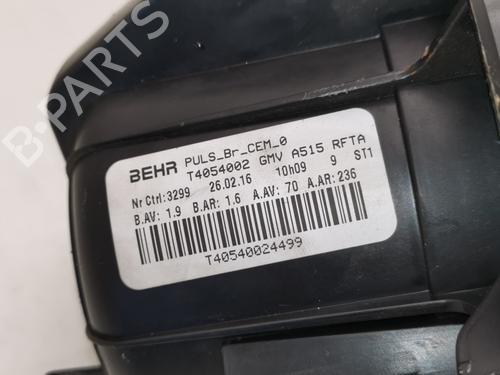 BEHR PULS_Br_CEM_0
T4054002 GMV A515 RFTA
Nr Ctrl:3299 26.02.16 10h09 9 ST1
B.AV: 1.9 B.AR: 1.6 A.AV: 70 A.AR:236
T40540024499
B-PARTS